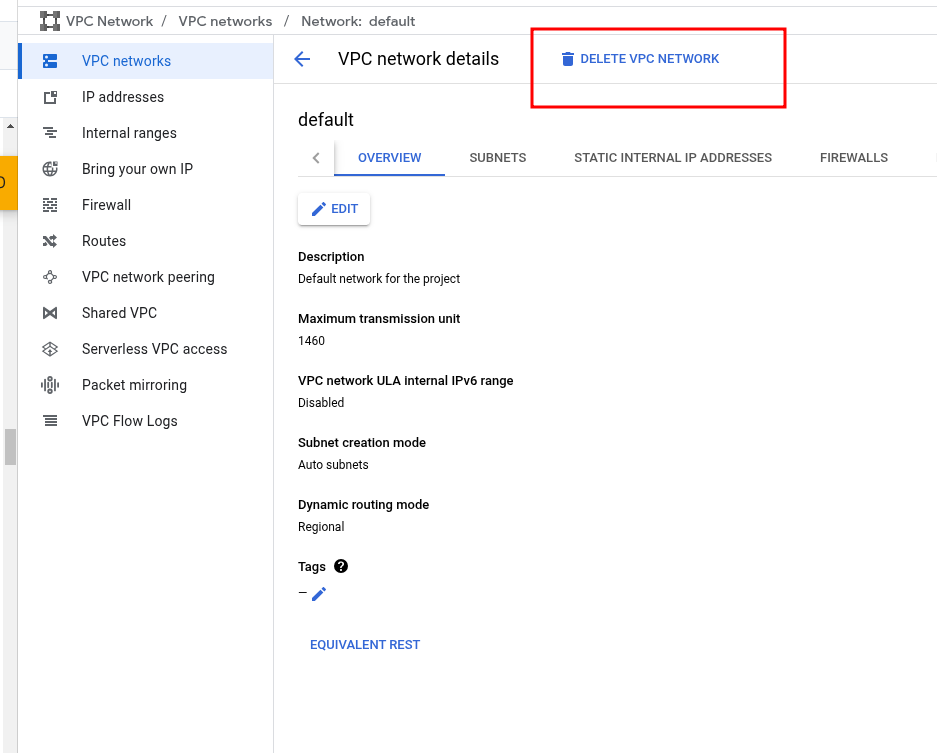 VPC Network / VPC networks / Network: default
VPC networks
IP addresses
Internal ranges
Bring your own IP
Firewall
Routes
VPC network peering
Shared VPC
Serverless VPC access
Packet mirroring
VPC Flow Logs
VPC network details
DELETE VPC NETWORK
default
OVERVIEW SUBNETS STATIC INTERNAL IP ADDRESSES FIREWALLS
EDIT
Description
Default network for the project
Maximum transmission unit
1460
VPC network ULA internal IPv6 range
Disabled
Subnet creation mode
Auto subnets
Dynamic routing mode
Regional
Tags ?
—
EQUIVALENT REST